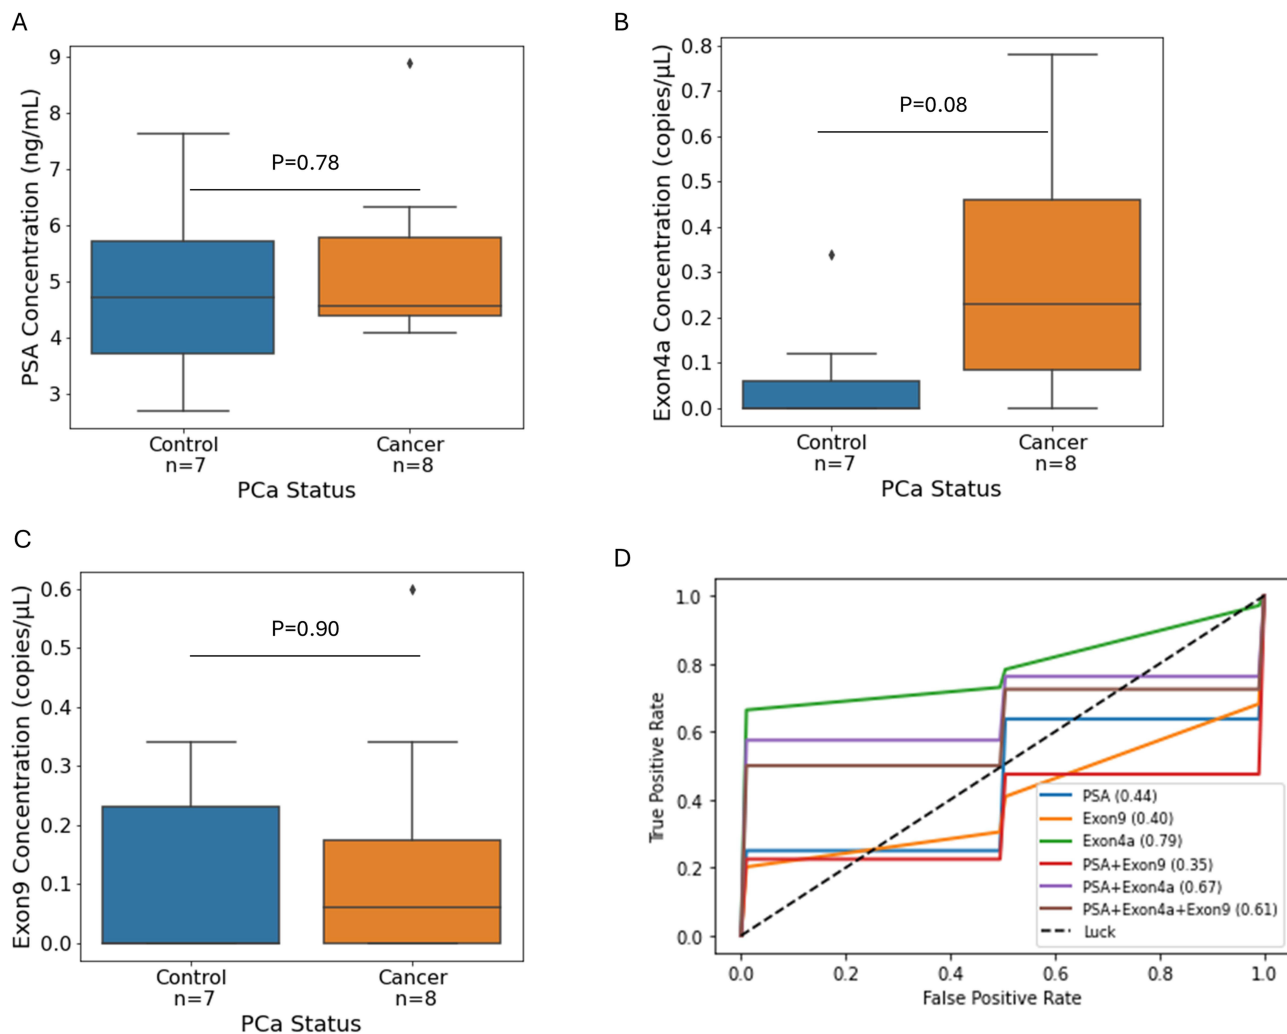 A
PSA Concentration (ng/mL)
9
8
7
6
5
4
3
P=0.78
Control
n=7
Cancer
n=8
PCa Status
B
Exon4a Concentration (copies/μL)
0.8
0.7
0.6
0.5
0.4
0.3
0.2
0.1
0.0
P=0.08
Control
n=7
Cancer
n=8
PCa Status
C
Exon9 Concentration (copies/μL)
0.6
0.5
0.4
0.3
0.2
0.1
0.0
P=0.90
Control
n=7
Cancer
n=8
PCa Status
D
True Positive Rate
1.0
0.8
0.6
0.4
0.2
0.0
PSA (0.44)
Exon9 (0.40)
Exon4a (0.79)
PSA+Exon9 (0.35)
PSA+Exon4a (0.67)
PSA+Exon4a+Exon9 (0.61)
Luck
0.0 0.2 0.4 0.6 0.8 1.0
False Positive Rate